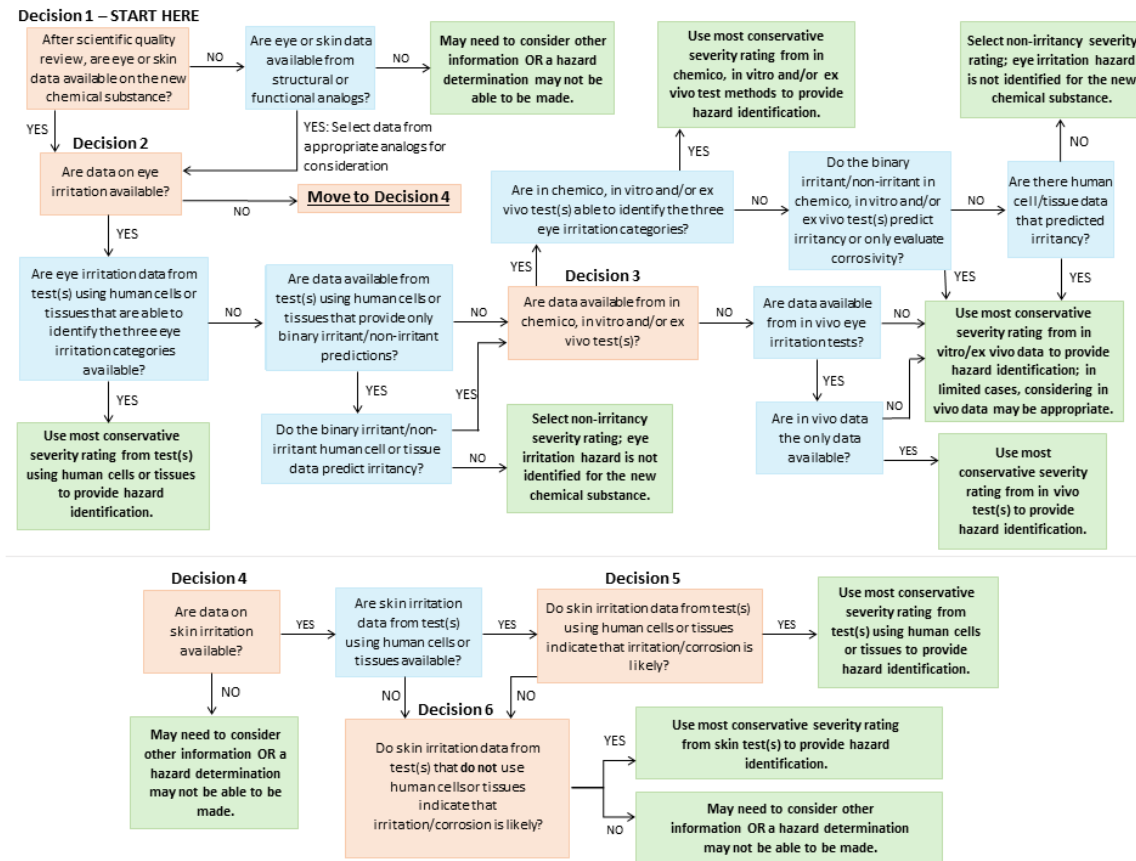 Decision 1 – START HERE
After scientific quality
review, are eye or skin
data available on the new
chemical substance?
NO
Are eye or skin data
available from
structural or
functional analogs?
NO
May need to consider other
information OR a hazard
determination may not be
able to be made.
Use most conservative
severity rating from in
chemico, in vitro and/or ex
vivo test methods to provide
hazard identification.
Select non-irritancy severity
rating; eye irritation hazard
is not identified for the new
chemical substance.
YES
YES: Select data from
appropriate analogs for
consideration
Decision 2
Are data on eye
irritation available?
NO
Move to Decision 4
YES
YES
Are in chemico, in vitro and/or ex
vivo test(s) able to identify the three
eye irritation categories?
NO
Do the binary
irritant/non-irritant in
chemico, in vitro and/or
ex vivo test(s) predict
irritancy or only evaluate
corrosivity?
NO
NO
Are there human
cell/tissue data
that predicted
irritancy?
YES
YES
Are eye irritation data from
test(s) using human cells or
tissues that are able to
identify the three eye
irritation categories
available?
NO
Are data available from
test(s) using human cells or
tissues that provide only
binary irritant/non-irritant
predictions?
NO
YES
Decision 3
Are data available from in
chemico, in vitro and/or ex
vivo test(s)?
NO
Are data available
from in vivo eye
irritation tests?
NO
Use most conservative
severity rating from in
vitro/ex vivo data to provide
hazard identification; in
limited cases, considering in
vivo data may be appropriate.
YES
Use most conservative
severity rating from test(s)
using human cells or tissues
to provide hazard
identification.
YES
Do the binary irritant/non-
irritant human cell or tissue
data predict irritancy?
YES
NO
Select non-irritancy
severity rating; eye
irritation hazard is not
identified for the new
chemical substance.
YES
Are in vivo data
the only data
available?
NO
YES
Use most
conservative severity
rating from in vivo
test(s) to provide
hazard identification.
Decision 4
Are data on
skin irritation
available?
YES
Are skin irritation
data from test(s)
using human cells or
tissues available?
YES
Decision 5
Do skin irritation data from test(s)
using human cells or tissues
indicate that irritation/corrosion is
likely?
YES
Use most conservative
severity rating from
test(s) using human cells
or tissues to provide
hazard identification.
NO
May need to consider
other information OR a
hazard determination
may not be able to be
made.
NO
NO
Decision 6
Do skin irritation data from
test(s) that do not use
human cells or tissues
indicate that
irritation/corrosion is likely?
YES
Use most conservative severity rating
from skin test(s) to provide hazard
identification.
NO
May need to consider other
information OR a hazard determination
may not be able to be made.